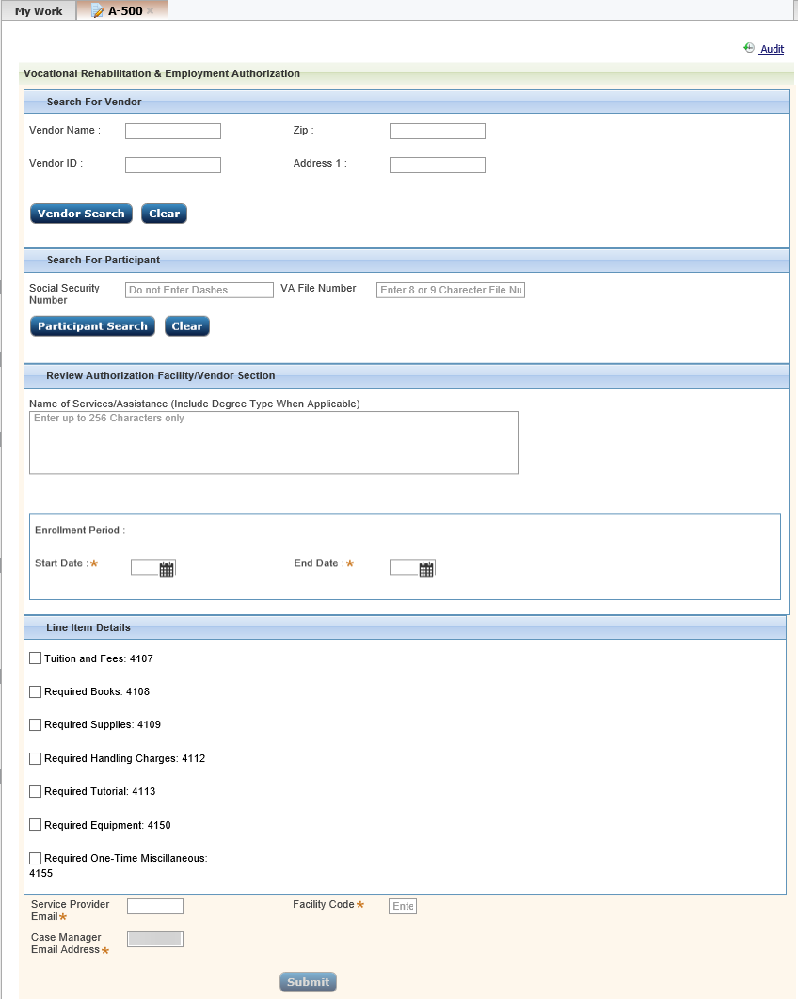 My Work
A-500
Audit
Vocational Rehabilitation & Employment Authorization
Search For Vendor
Vendor Name :
Zip :
Vendor ID :
Address 1 :
Vendor Search
Clear
Search For Participant
Social Security
Number
Do not Enter Dashes
VA File Number
Enter 8 or 9 Charecter File Nu
Participant Search
Clear
Review Authorization Facility/Vendor Section
Name of Services/Assistance (Include Degree Type When Applicable)
Enter up to 256 Characters only
Enrollment Period :
Start Date :*
End Date :*
Line Item Details
Tuition and Fees: 4107
Required Books: 4108
Required Supplies: 4109
Required Handling Charges: 4112
Required Tutorial: 4113
Required Equipment: 4150
Required One-Time Miscillaneous:
4155
Service Provider
Email*
Facility Code*
Ente
Case Manager
Email Address*
Submit